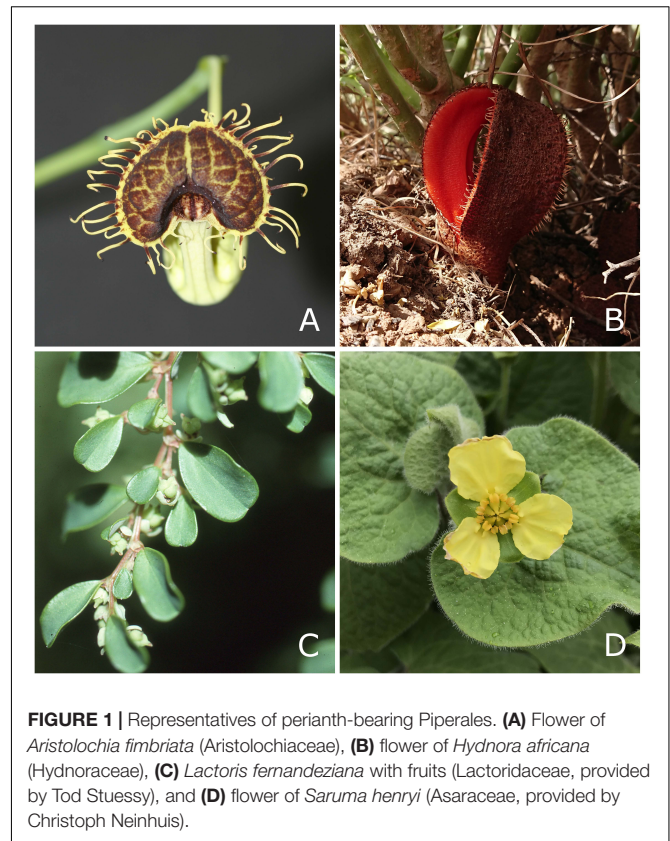 A
B
C
D
FIGURE 1 | Representatives of perianth-bearing Piperales. (A) Flower of
Aristolochia fimbriata (Aristolochiaceae), (B) flower of Hydnora africana
(Hydnoraceae), (C) Lactoris fernandeziana with fruits (Lactoridaceae, provided
by Tod Stuessy), and (D) flower of Saruma henryi (Asaraceae, provided by
Christoph Neinhuis).